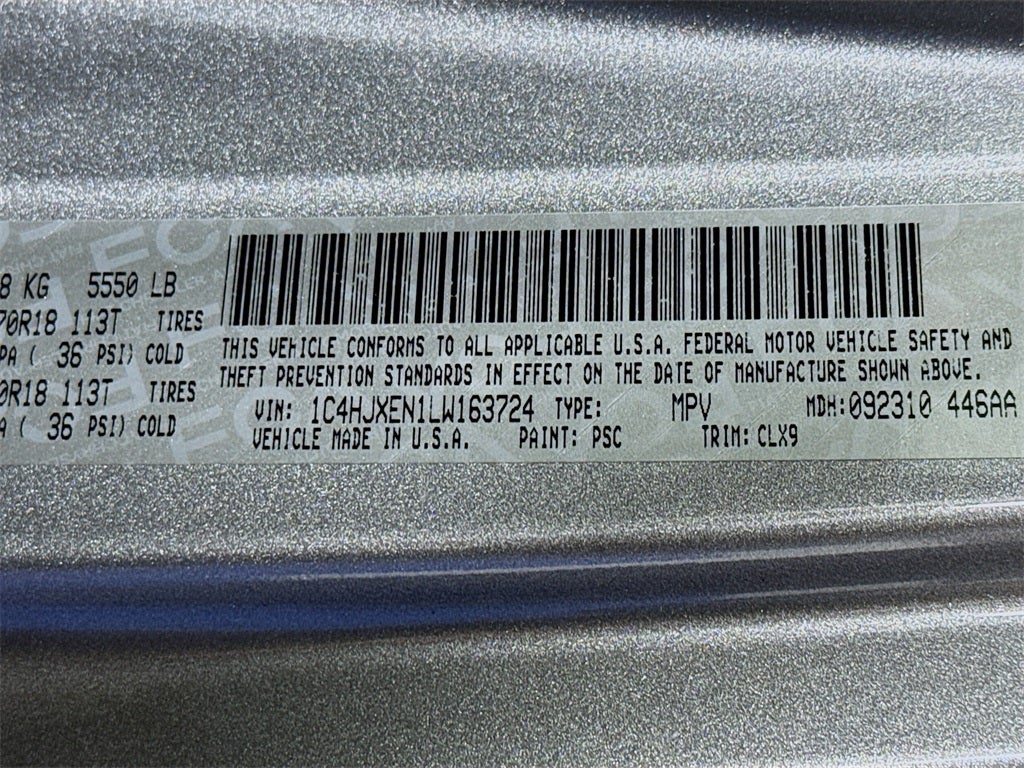 8 KG 5550 LB
70R18 113T TIRES
PA ( 36 PSI) COLD
0R18 113T TIRES
A ( 36 PSI) COLD
THIS VEHICLE CONFORMS TO ALL APPLICABLE U.S.A. FEDERAL MOTOR VEHICLE SAFETY AND
THEFT PREVENTION STANDARDS IN EFFECT ON THE DATE OF MANUFACTURE SHOWN ABOVE.
VIN: 1C4HJXEN1LW163724 TYPE: MPV MDH:092310 446AA
VEHICLE MADE IN U.S.A. PAINT: PSC TRIM: CLX9